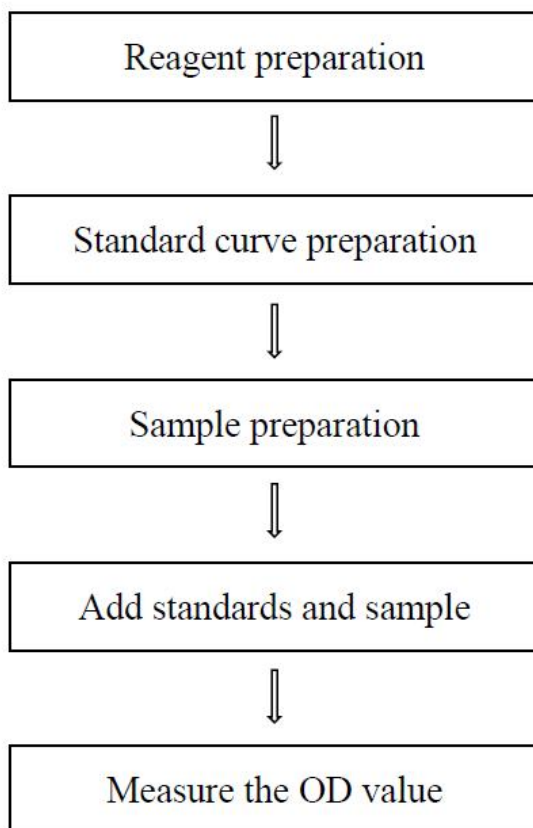 Reagent preparation
Standard curve preparation
Sample preparation
Add standards and sample
Measure the OD value